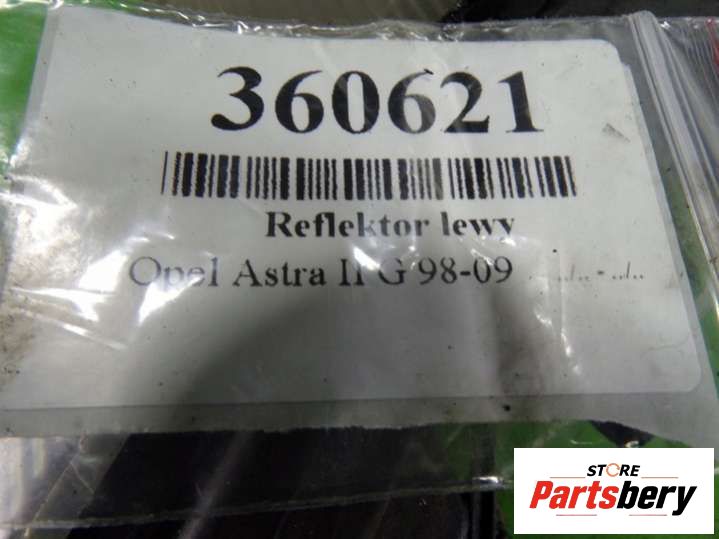 360621
Reflektor lewy
Opel Astra II G 98-09
STORE
Partsbery